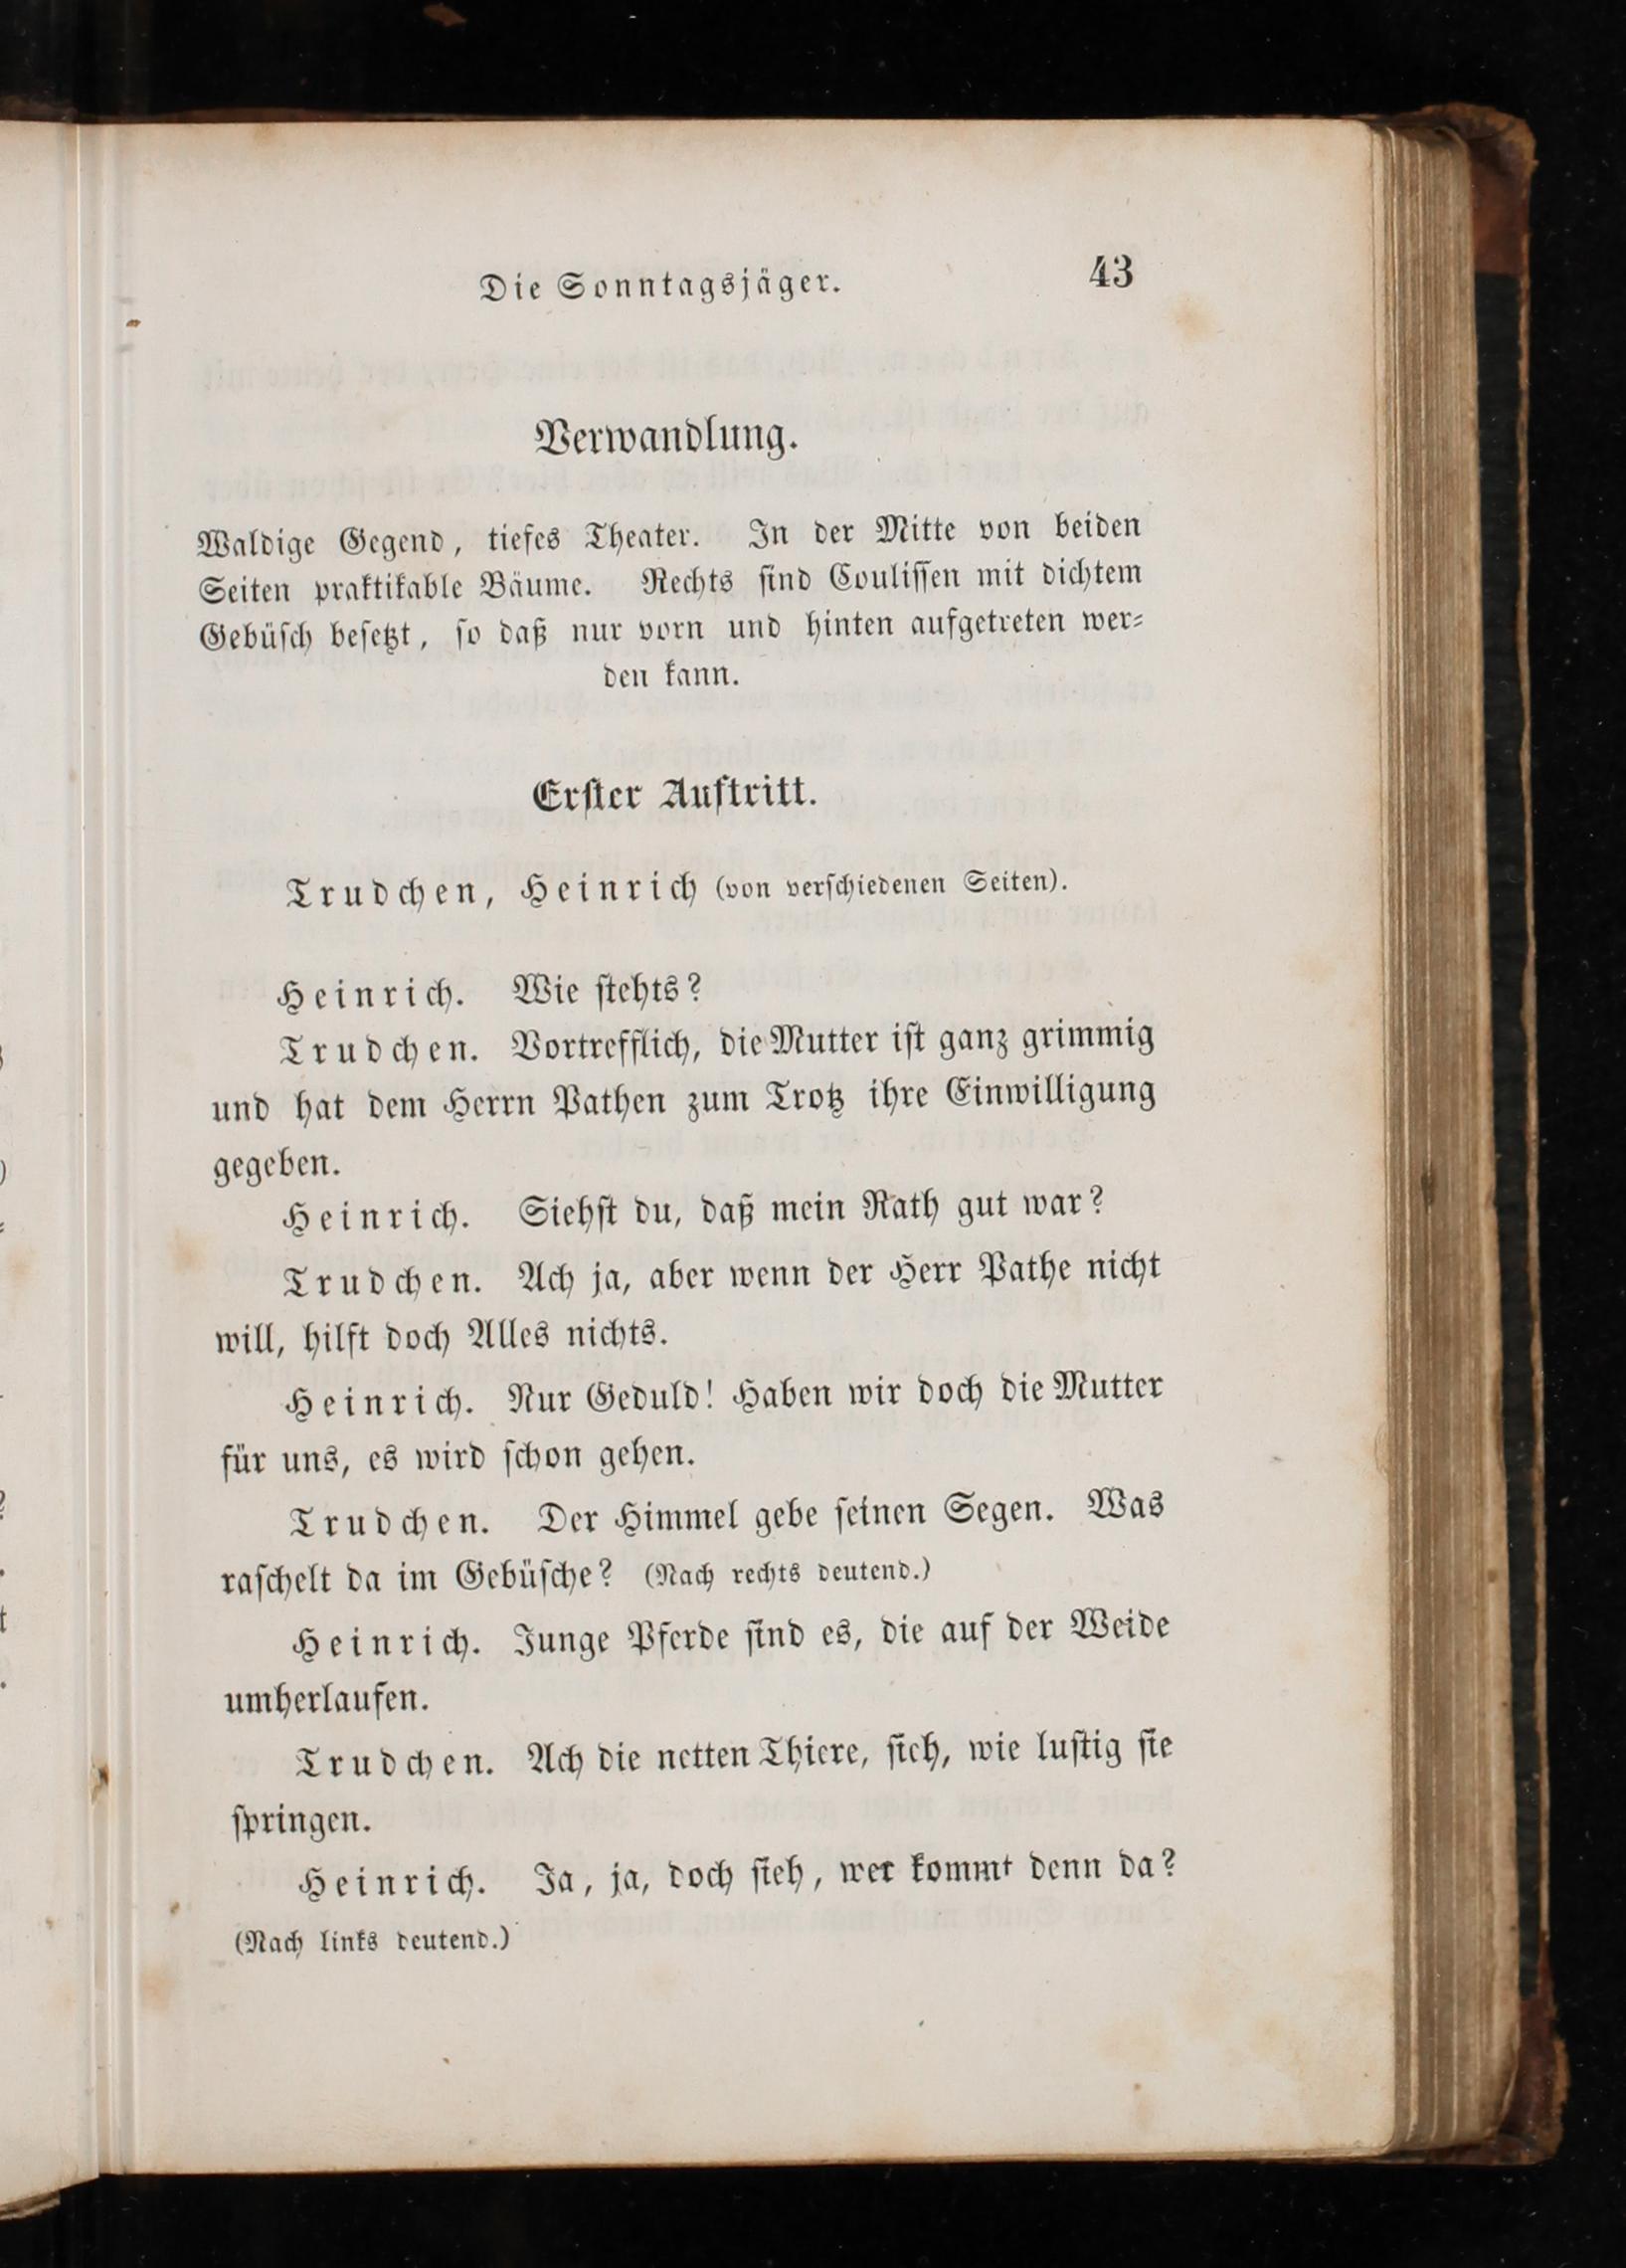 Die Sonntagsjäger. 43
Verwandlung.
Waldige Gegend, tiefes Theater. In der Mitte von beiden
Seiten praktikable Bäume. Rechts sind Coulissen mit dichtem
Gebüsch besetzt, so daß nur vorn und hinten aufgetreten wer-
den kann.
Erster Auftritt.
Trudchen, Heinrich (von verschiedenen Seiten).
Heinrich. Wie stehts?
Trudchen. Vortrefflich, die Mutter ist ganz grimmig
und hat dem Herrn Pathen zum Trotz ihre Einwilligung
gegeben.
Heinrich. Siehst du, daß mein Rath gut war?
Trudchen. Ach ja, aber wenn der Herr Pathe nicht
will, hilft doch Alles nichts.
Heinrich. Nur Geduld! Haben wir doch die Mutter
für uns, es wird schon gehen.
Trudchen. Der Himmel gebe seinen Segen. Was
raschelt da im Gebüsche? (Nach rechts deutend.)
Heinrich. Junge Pferde sind es, die auf der Weide
umherlaufen.
Trudchen. Ach die netten Thiere, sieh, wie lustig sie
springen.
Heinrich. Ja, ja, doch sieh, wer kommt denn da?
(Nach links deutend.)